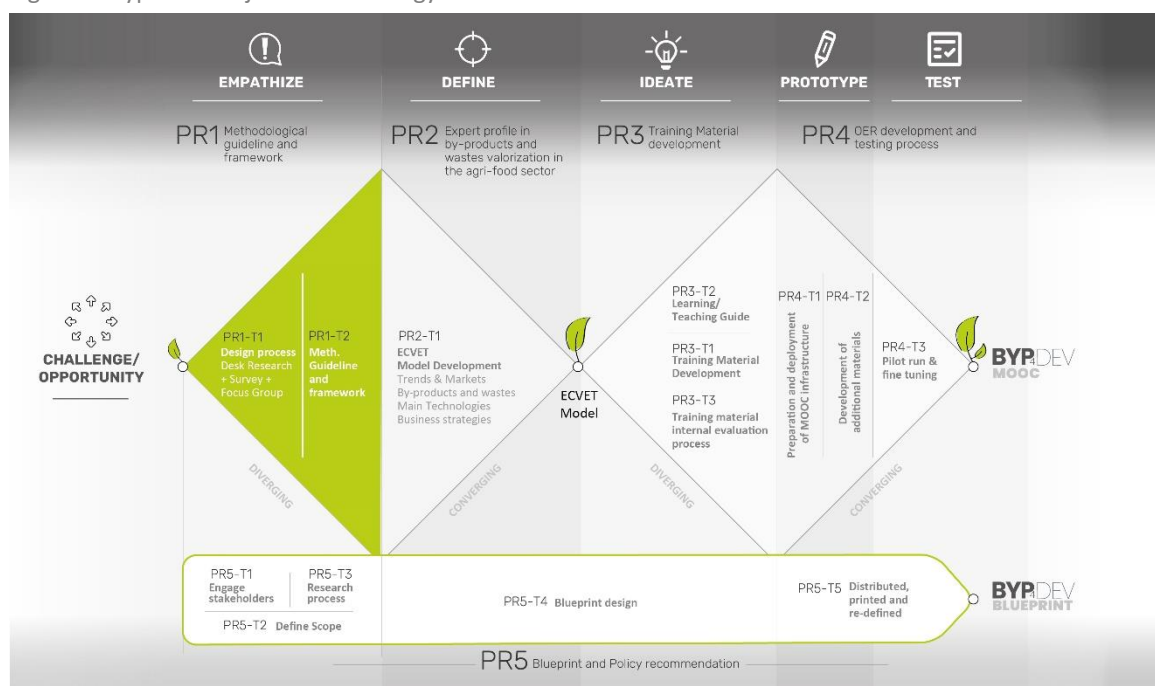 EMPATHIZE
DEFINE
IDEATE
PROTOTYPE
TEST
PR1 Methodological
guideline and
framework
PR2 Expert profile in
by-products and
wastes valorization in
the agri-food sector
PR3 Training Material
development
PR4 OER development and
testing process
CHALLENGE/
OPPORTUNITY
PR1-T1
Design process
Desk Research
+ Survey +
Focus Group
PR1-T2
Meth.
Guideline
and
framework
PR2-T1
ECVET
Model Development
Trends & Markets
By-products and wastes
Main Technologies
Business strategies
ECVET
Model
PR3-T2
Learning/
Teaching Guide
PR3-T1
Training Material
Development
PR3-T3
Training material
internal evaluation
process
PR4-T1
Preparation and deployment
of MOOC infrastructure
PR4-T2
Development of
additional materials
PR4-T3
Pilot run &
fine tuning
BYP4DEV
MOOC
DIVERGING
CONVERGING
DIVERGING
CONVERGING
PR5-T1
Engage
stakeholders
PR5-T3
Research
process
PR5-T2 Define Scope
PR5-T4 Blueprint design
PR5-T5 Distributed,
printed and
re-defined
BYP4DEV
BLUEPRINT
PR5 Blueprint and Policy recommendation